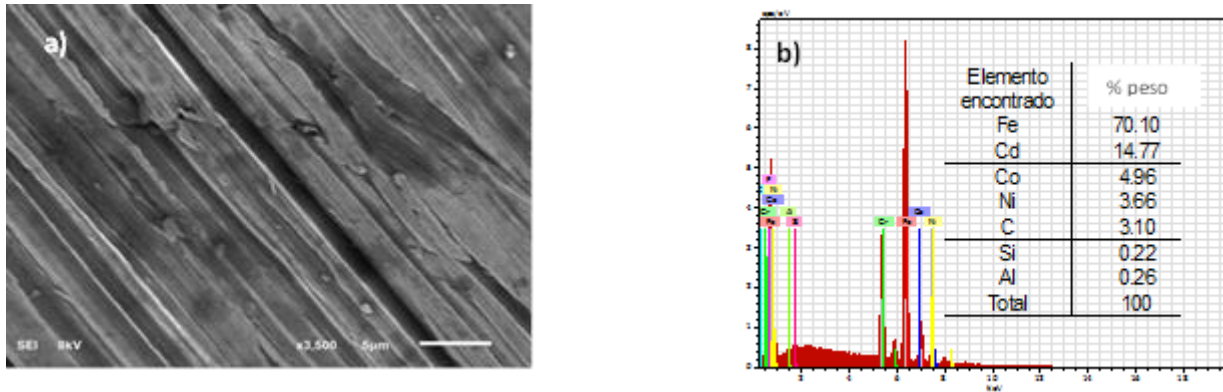 a)
SEI 8kV x3,500 5µm
b)
Elemento encontrado % peso
Fe 70.10
Cd 14.77
Co 4.96
Ni 3.66
C 3.10
Si 0.22
Al 0.26
Total 100
keV